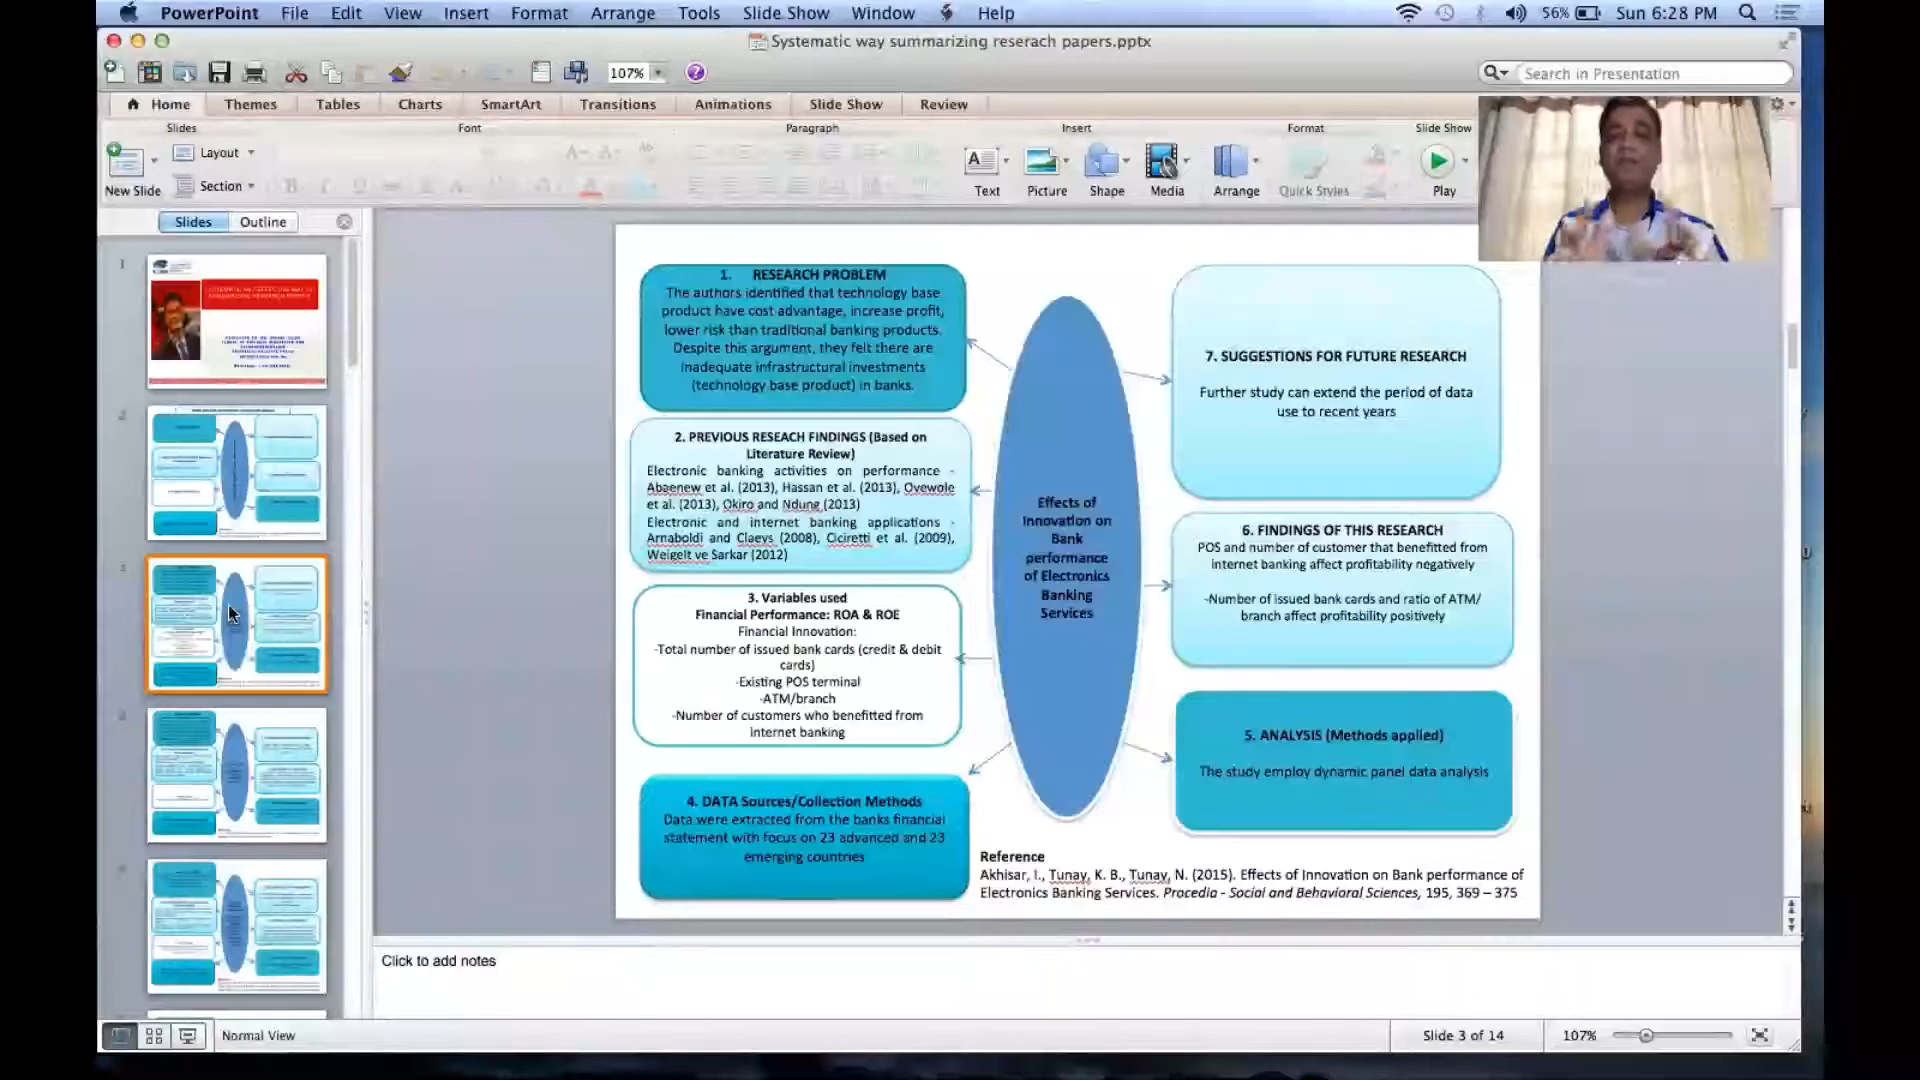 PowerPoint File Edit View Insert Format Arrange Tools Slide Show Window Help 56% Sun 6:28 PM
Systematic way summarizing reserach papers.pptx
107% Search in Presentation
Home Themes Tables Charts SmartArt Transitions Animations Slide Show Review
Slides Font Paragraph Insert Format Slide Show
Layout
New Slide Section Text Picture Shape Media Arrange Quick Styles Play
Slides Outline
1. RESEARCH PROBLEM
The authors identified that technology base
product have cost advantage, increase profit,
lower risk than traditional banking products.
Despite this argument, they felt there are
inadequate infrastructural investments
(technology base product) in banks.
2. PREVIOUS RESEACH FINDINGS (Based on
Literature Review)
Electronic banking activities on performance -
Abaenew et al. (2013), Hassan et al. (2013), Ovewole
et al. (2013), Okiro and Ndung (2013)
Electronic and internet banking applications -
Arnaboldi and Claeys (2008), Ciciretti et al. (2009),
Weigelt ve Sarkar (2012)
3. Variables used
Financial Performance: ROA & ROE
Financial Innovation:
-Total number of issued bank cards (credit & debit
cards)
-Existing POS terminal
-ATM/branch
-Number of customers who benefitted from
internet banking
4. DATA Sources/Collection Methods
Data were extracted from the banks financial
statement with focus on 23 advanced and 23
emerging countries
Effects of
Innovation on
Bank
performance
of Electronics
Banking
Services
7. SUGGESTIONS FOR FUTURE RESEARCH
Further study can extend the period of data
use to recent years
6. FINDINGS OF THIS RESEARCH
POS and number of customer that benefitted from
internet banking affect profitability negatively
-Number of issued bank cards and ratio of ATM/
branch affect profitability positively
5. ANALYSIS (Methods applied)
The study employ dynamic panel data analysis
Reference
Akhisar, I., Tunay, K. B., Tunay, N. (2015). Effects of Innovation on Bank performance of
Electronics Banking Services. Procedia - Social and Behavioral Sciences, 195, 369 – 375
Click to add notes
Normal View Slide 3 of 14 107%